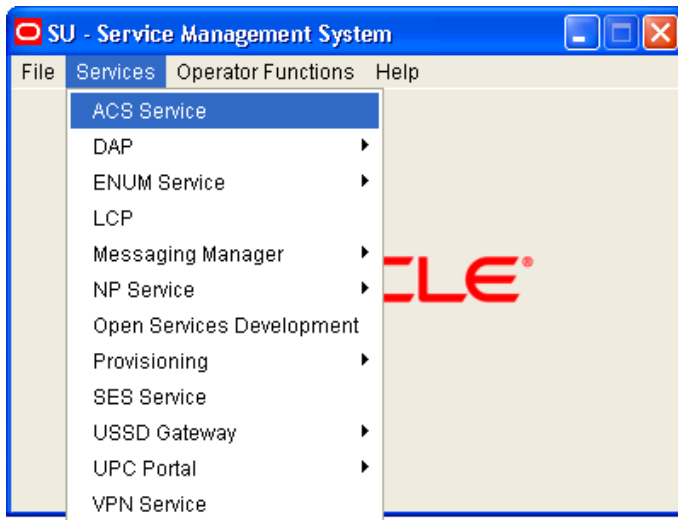 SU - Service Management System
File Services Operator Functions Help
ACS Service
DAP
ENUM Service
LCP
Messaging Manager
NP Service
Open Services Development
Provisioning
SES Service
USSD Gateway
UPC Portal
VPN Service
CLE®